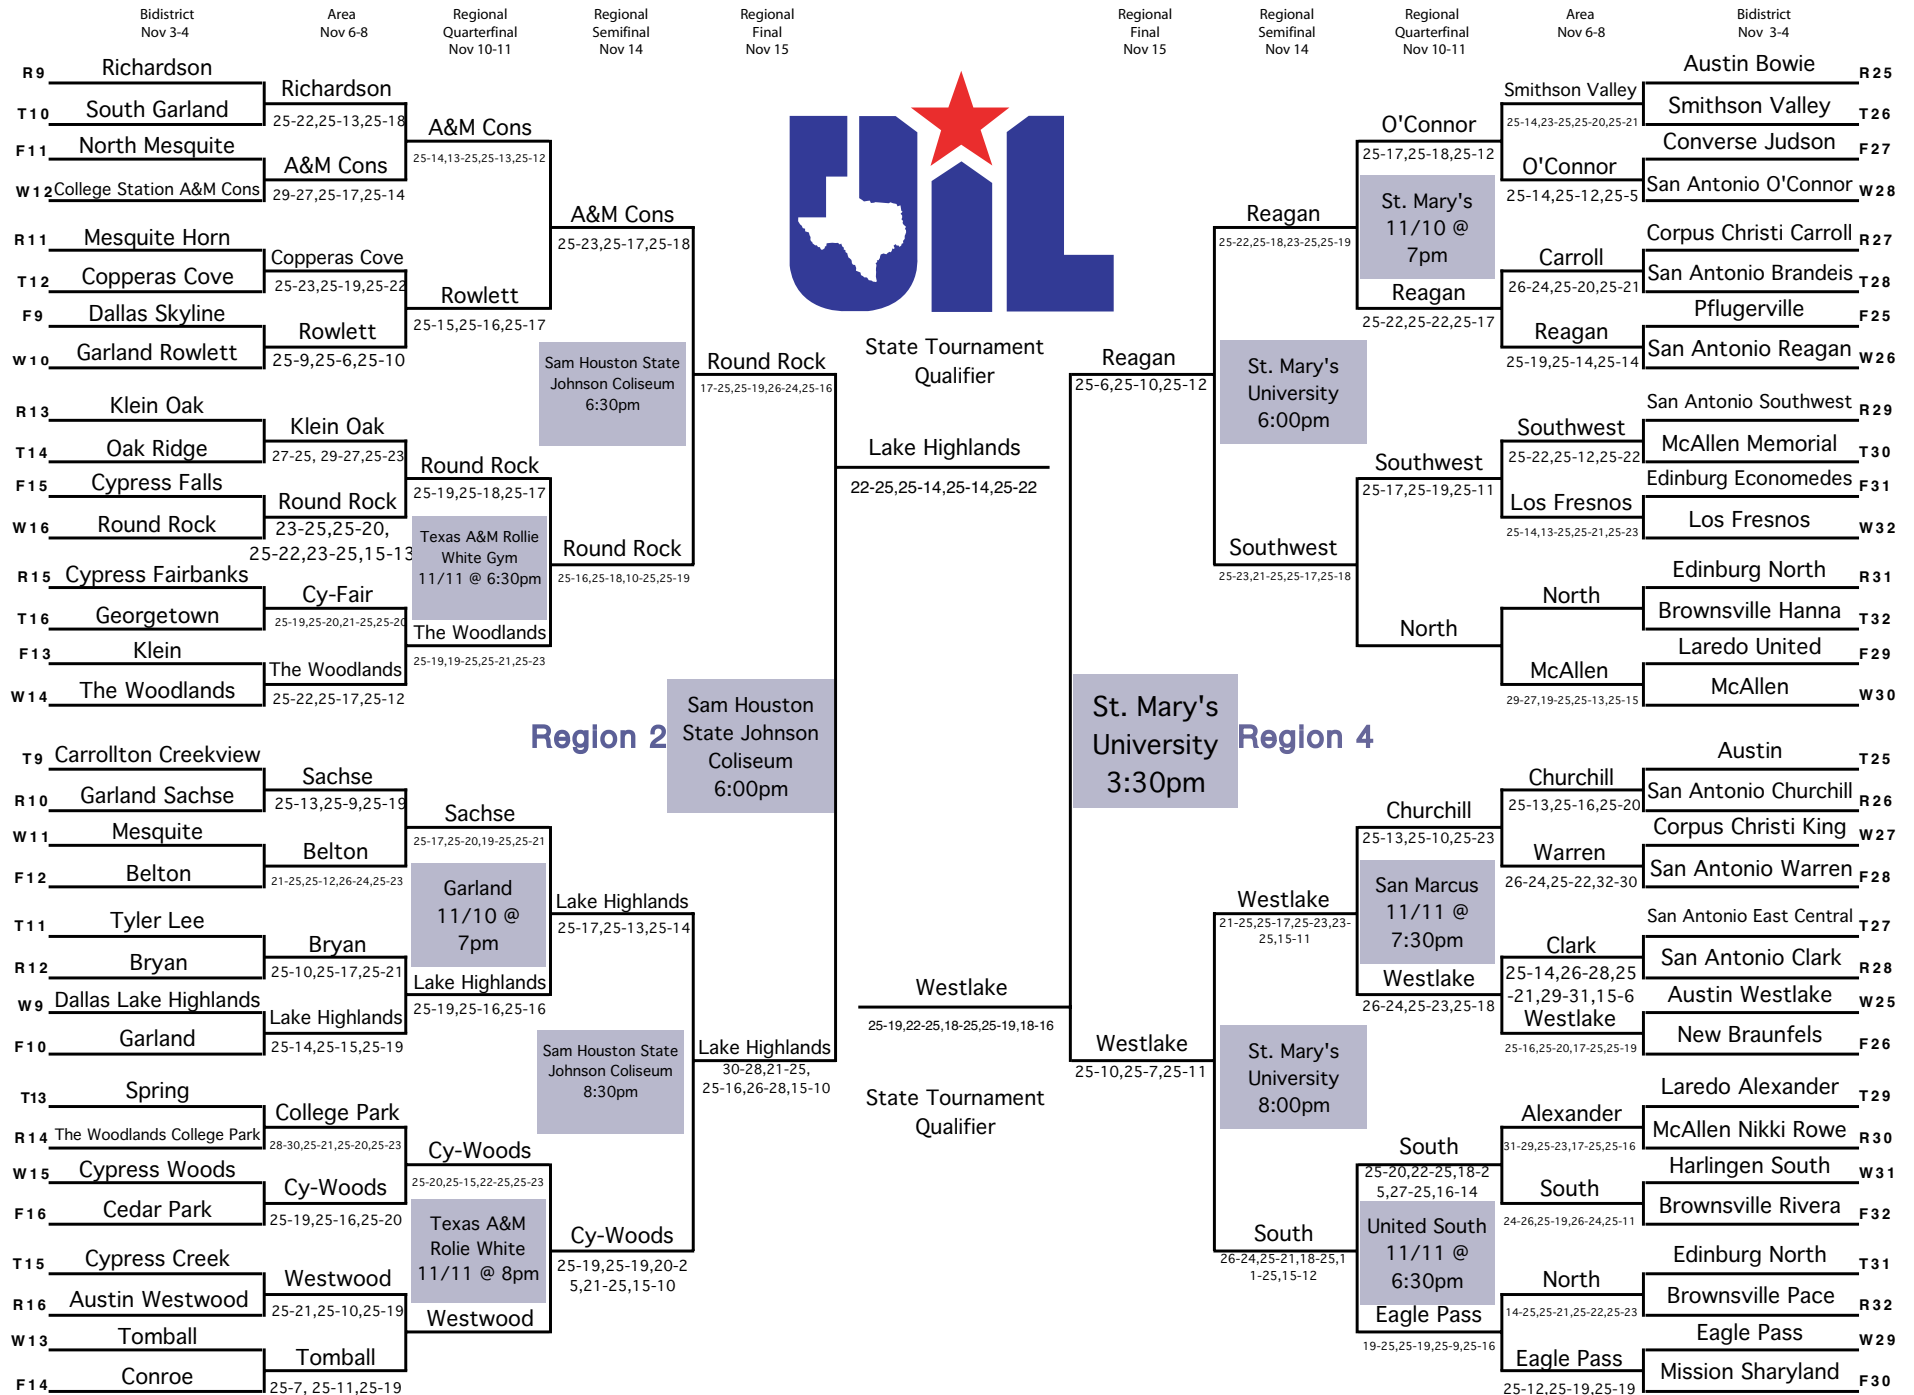 Bidistrict
Nov 3-4
Area
Nov 6-8
Regional
Quarterfinal
Nov 10-11
Regional
Semifinal
Nov 14
Regional
Final
Nov 15
Regional
Final
Nov 15
Regional
Semifinal
Nov 14
Regional
Quarterfinal
Nov 10-11
Area
Nov 6-8
Bidistrict
Nov 3-4
UIL
R9 Richardson
T10 South Garland
F11 North Mesquite
W12 College Station A&M Cons
R11 Mesquite Horn
T12 Copperas Cove
F9 Dallas Skyline
W10 Garland Rowlett
R13 Klein Oak
T14 Oak Ridge
F15 Cypress Falls
W16 Round Rock
R15 Cypress Fairbanks
T16 Georgetown
F13 Klein
W14 The Woodlands
T9 Carrollton Creekview
R10 Garland Sachse
W11 Mesquite
F12 Belton
T11 Tyler Lee
R12 Bryan
W9 Dallas Lake Highlands
F10 Garland
T13 Spring
R14 The Woodlands College Park
W15 Cypress Woods
F16 Cedar Park
T15 Cypress Creek
R16 Austin Westwood
W13 Tomball
F14 Conroe
Richardson
25-22,25-13,25-18
A&M Cons
29-27,25-17,25-14
Copperas Cove
25-23,25-19,25-22
Rowlett
25-9,25-6,25-10
Klein Oak
27-25, 29-27,25-23
Round Rock
23-25,25-20,
25-22,23-25,15-13
Cy-Fair
25-19,25-20,21-25,25-20
The Woodlands
25-22,25-17,25-12
Sachse
25-13,25-9,25-19
Belton
21-25,25-12,26-24,25-23
Bryan
25-10,25-17,25-21
Lake Highlands
25-14,25-15,25-19
College Park
28-30,25-21,25-20,25-23
Cy-Woods
25-19,25-16,25-20
Westwood
25-21,25-10,25-19
Tomball
25-7, 25-11,25-19
A&M Cons
25-14,13-25,25-13,25-12
Rowlett
25-15,25-16,25-17
Round Rock
25-19,25-18,25-17
Texas A&M Rollie
White Gym
11/11 @ 6:30pm
The Woodlands
25-19,19-25,25-21,25-23
Sachse
25-17,25-20,19-25,25-21
Garland
11/10 @
7pm
Lake Highlands
25-19,25-16,25-16
Cy-Woods
25-20,25-15,22-25,25-23
Texas A&M
Rolie White
11/11 @ 8pm
Westwood
A&M Cons
25-23,25-17,25-18
Sam Houston State
Johnson Coliseum
6:30pm
Round Rock
25-16,25-18,10-25,25-19
Region 2
Lake Highlands
25-17,25-13,25-14
Sam Houston State
Johnson Coliseum
8:30pm
Cy-Woods
25-19,25-19,20-2
5,21-25,15-10
Round Rock
17-25,25-19,26-24,25-16
Sam Houston
State Johnson
Coliseum
6:00pm
Lake Highlands
30-28,21-25,
25-16,26-28,15-10
State Tournament
Qualifier
Lake Highlands
22-25,25-14,25-14,25-22
Westlake
25-19,22-25,18-25,25-19,18-16
State Tournament
Qualifier
Reagan
25-6,25-10,25-12
St. Mary's
University
3:30pm
Westlake
25-10,25-7,25-11
Reagan
25-22,25-18,23-25,25-19
St. Mary's
University
6:00pm
Southwest
25-23,21-25,25-17,25-18
Region 4
Westlake
21-25,25-17,25-23,23-
25,15-11
St. Mary's
University
8:00pm
South
26-24,25-21,18-25,1
1-25,15-12
O'Connor
25-17,25-18,25-12
St. Mary's
11/10 @
7pm
Reagan
25-22,25-22,25-17
Southwest
25-17,25-19,25-11
North
Churchill
25-13,25-10,25-23
San Marcus
11/11 @
7:30pm
Westlake
26-24,25-23,25-18
South
25-20,22-25,18-2
5,27-25,16-14
United South
11/11 @
6:30pm
Eagle Pass
19-25,25-19,25-9,25-16
Smithson Valley
25-14,23-25,25-20,25-21
O'Connor
25-14,25-12,25-5
Carroll
26-24,25-20,25-21
Reagan
25-19,25-14,25-14
Southwest
25-22,25-12,25-22
Los Fresnos
25-14,13-25,25-21,25-23
North
McAllen
29-27,19-25,25-13,25-15
Churchill
25-13,25-16,25-20
Warren
26-24,25-22,32-30
Clark
25-14,26-28,25
-21,29-31,15-6
Westlake
25-16,25-20,17-25,25-19
Alexander
31-29,25-23,17-25,25-16
South
24-26,25-19,26-24,25-11
North
14-25,25-21,25-22,25-23
Eagle Pass
25-12,25-19,25-19
Austin Bowie R25
Smithson Valley T26
Converse Judson F27
San Antonio O'Connor W28
Corpus Christi Carroll R27
San Antonio Brandeis T28
Pflugerville F25
San Antonio Reagan W26
San Antonio Southwest R29
McAllen Memorial T30
Edinburg Economedes F31
Los Fresnos W32
Edinburg North R31
Brownsville Hanna T32
Laredo United F29
McAllen W30
Austin T25
San Antonio Churchill R26
Corpus Christi King W27
San Antonio Warren F28
San Antonio East Central T27
San Antonio Clark R28
Austin Westlake W25
New Braunfels F26
Laredo Alexander T29
McAllen Nikki Rowe R30
Harlingen South W31
Brownsville Rivera F32
Edinburg North T31
Brownsville Pace R32
Eagle Pass W29
Mission Sharyland F30